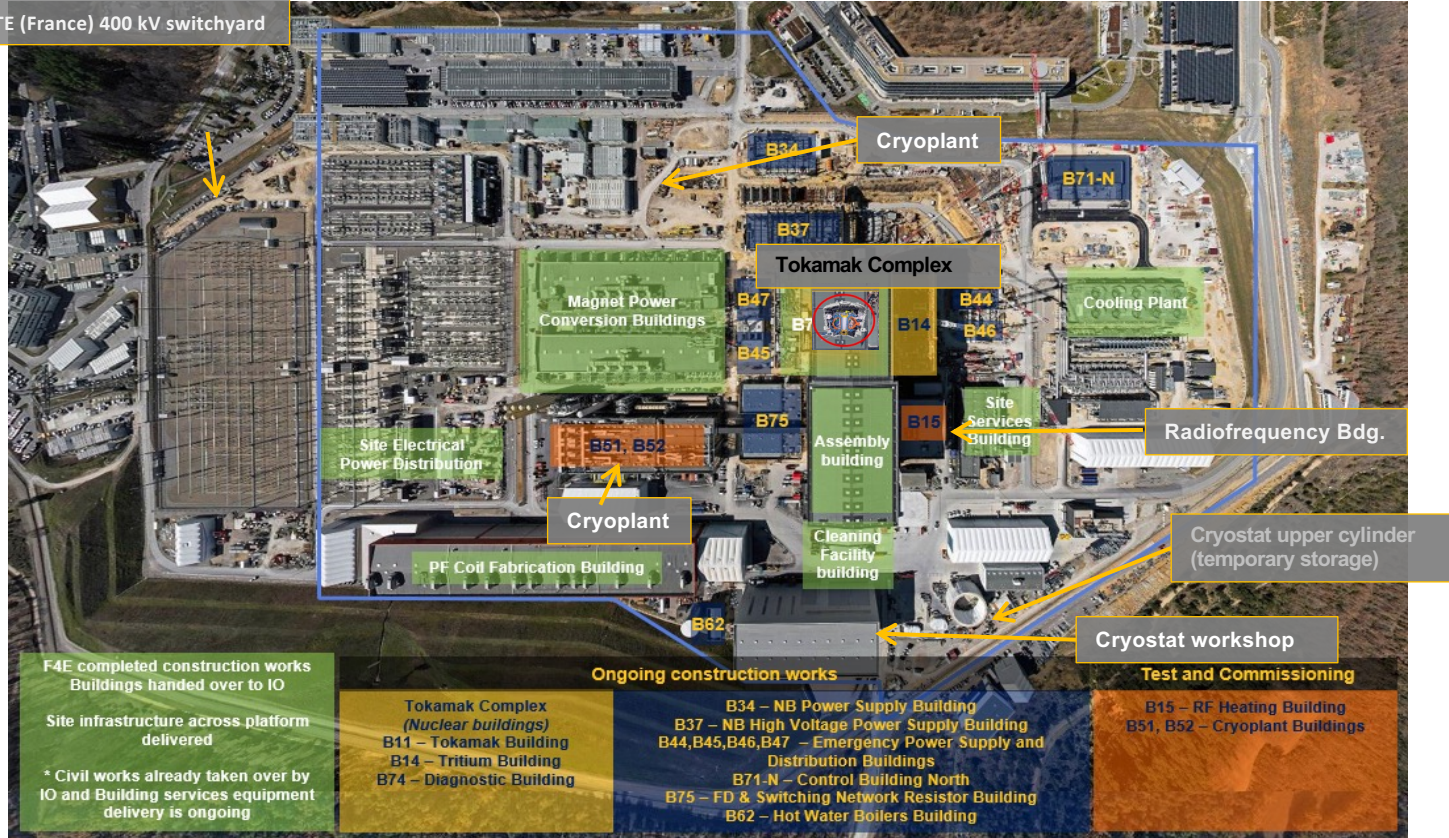 TE (France) 400 kV switchyard
Cryoplant
B34
B71-N
B37
Tokamak Complex
Magnet Power
Conversion Buildings
B47
B45
B7
B14
B44
B46
Cooling Plant
Site Electrical
Power Distribution
B51, B52
B75
Assembly
building
B15
Site
Services
Building
Radiofrequency Bdg.
Cryoplant
Cleaning
Facility
building
PF Coil Fabrication Building
Cryostat upper cylinder
(temporary storage)
B62
Cryostat workshop
F4E completed construction works
Buildings handed over to IO
Site infrastructure across platform
delivered
* Civil works already taken over by
IO and Building services equipment
delivery is ongoing
Ongoing construction works
Tokamak Complex
(Nuclear buildings)
B11 – Tokamak Building
B14 – Tritium Building
B74 – Diagnostic Building
B34 – NB Power Supply Building
B37 – NB High Voltage Power Supply Building
B44,B45,B46,B47 – Emergency Power Supply and
Distribution Buildings
B71-N – Control Building North
B75 – FD & Switching Network Resistor Building
B62 – Hot Water Boilers Building
Test and Commissioning
B15 – RF Heating Building
B51, B52 – Cryoplant Buildings